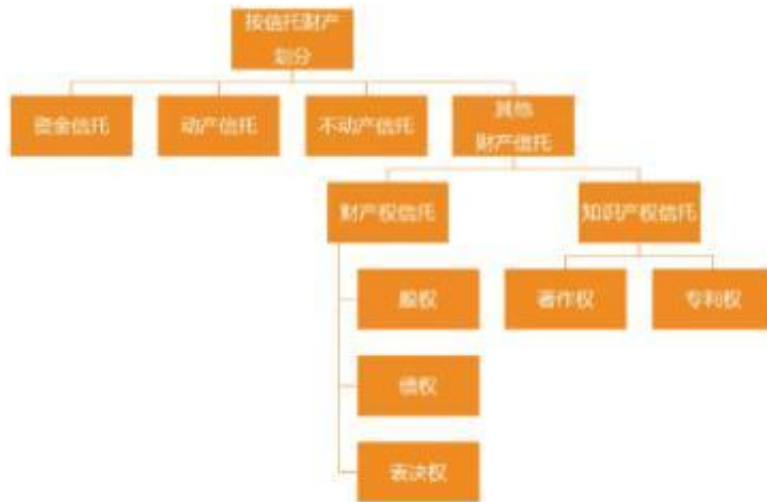 按信托财产
划分
资金信托
动产信托
不动产信托
其他
财产信托
财产权信托
知识产权信托
股权
著作权
专利权
债权
表决权